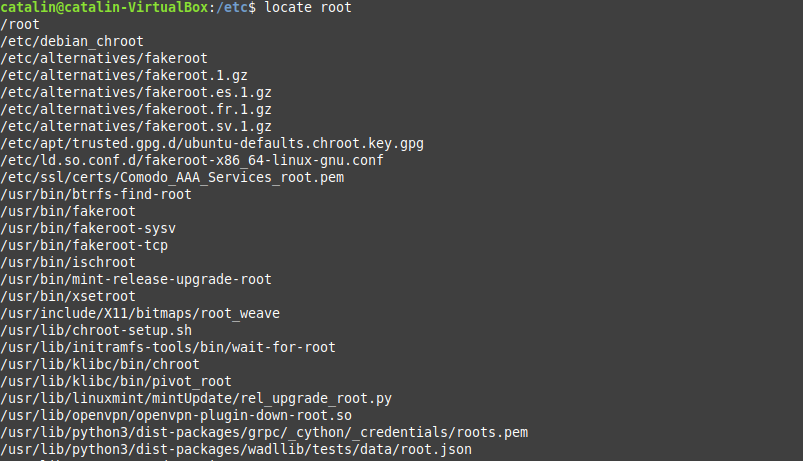 catalin@catalin-VirtualBox:/etc$ locate root
/root
/etc/debian_chroot
/etc/alternatives/fakeroot
/etc/alternatives/fakeroot.1.gz
/etc/alternatives/fakeroot.es.1.gz
/etc/alternatives/fakeroot.fr.1.gz
/etc/alternatives/fakeroot.sv.1.gz
/etc/apt/trusted.gpg.d/ubuntu-defaults.chroot.key.gpg
/etc/ld.so.conf.d/fakeroot-x86_64-linux-gnu.conf
/etc/ssl/certs/Comodo_AAA_Services_root.pem
/usr/bin/btrfs-find-root
/usr/bin/fakeroot
/usr/bin/fakeroot-sysv
/usr/bin/fakeroot-tcp
/usr/bin/ischroot
/usr/bin/mint-release-upgrade-root
/usr/bin/xsetroot
/usr/include/X11/bitmaps/root_weave
/usr/lib/chroot-setup.sh
/usr/lib/initramfs-tools/bin/wait-for-root
/usr/lib/klibc/bin/chroot
/usr/lib/klibc/bin/pivot_root
/usr/lib/linuxmint/mintUpdate/rel_upgrade_root.py
/usr/lib/openvpn/openvpn-plugin-down-root.so
/usr/lib/python3/dist-packages/grpc/_cython/_credentials/roots.pem
/usr/lib/python3/dist-packages/wadllib/tests/data/root.json